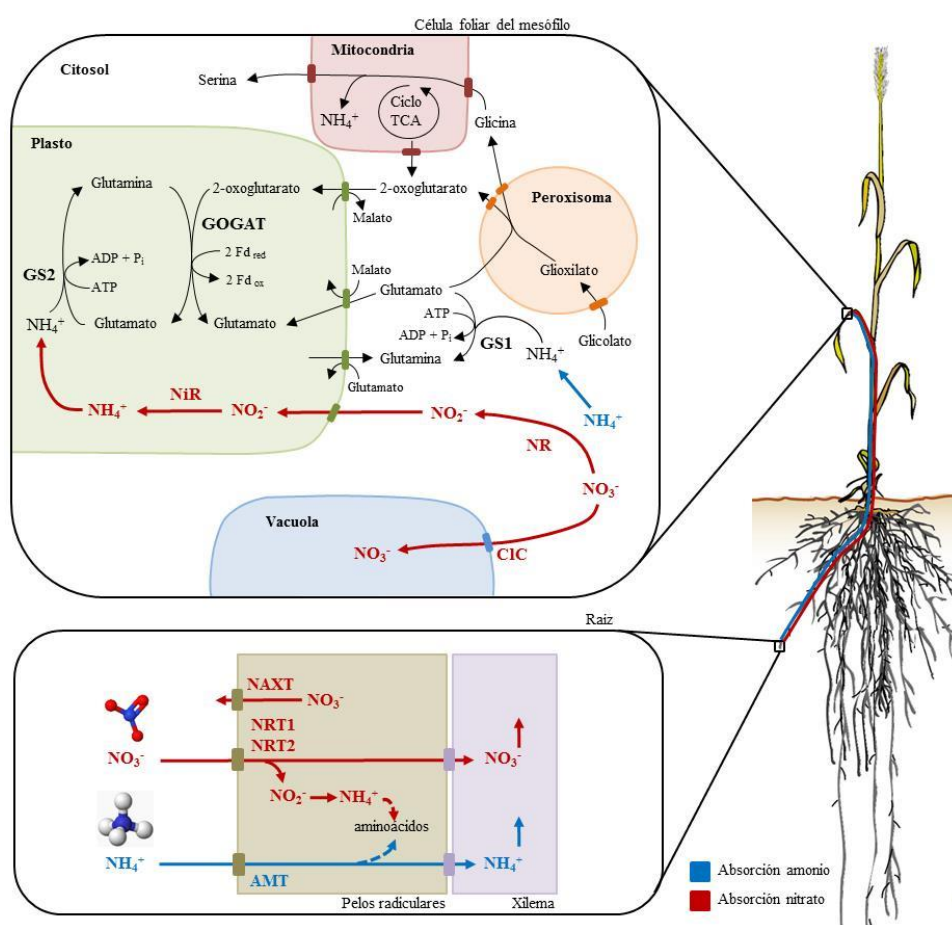 Célula foliar del mesófilo
Mitocondria
Citosol
Serina
NH₄⁺
Ciclo
TCA
Glicina
Plasto
Glutamina
2-oxoglutarato
2-oxoglutarato
Peroxisoma
GOGAT
Malato
GS2
ADP + Pi
2 Fd red
Glioxilato
ATP
2 Fd ox
Malato
Glutamato
NH₄⁺
Glutamato
Glutamato
ATP
Glicolato
ADP + Pi
GS1
NH₄⁺
Glutamina
Glutamato
NiR
NH₄⁺
NO₂⁻
NO₂⁻
NH₄⁺
NR
NO₃⁻
Vacuola
NO₃⁻
ClC
Raiz
NAXT
NO₃⁻
NRT1
NRT2
NO₃⁻
NO₃⁻
NO₂⁻
NH₄⁺
aminoácidos
NH₄⁺
NH₄⁺
AMT
Pelos radiculares
Xilema
Absorción amonio
Absorción nitrato